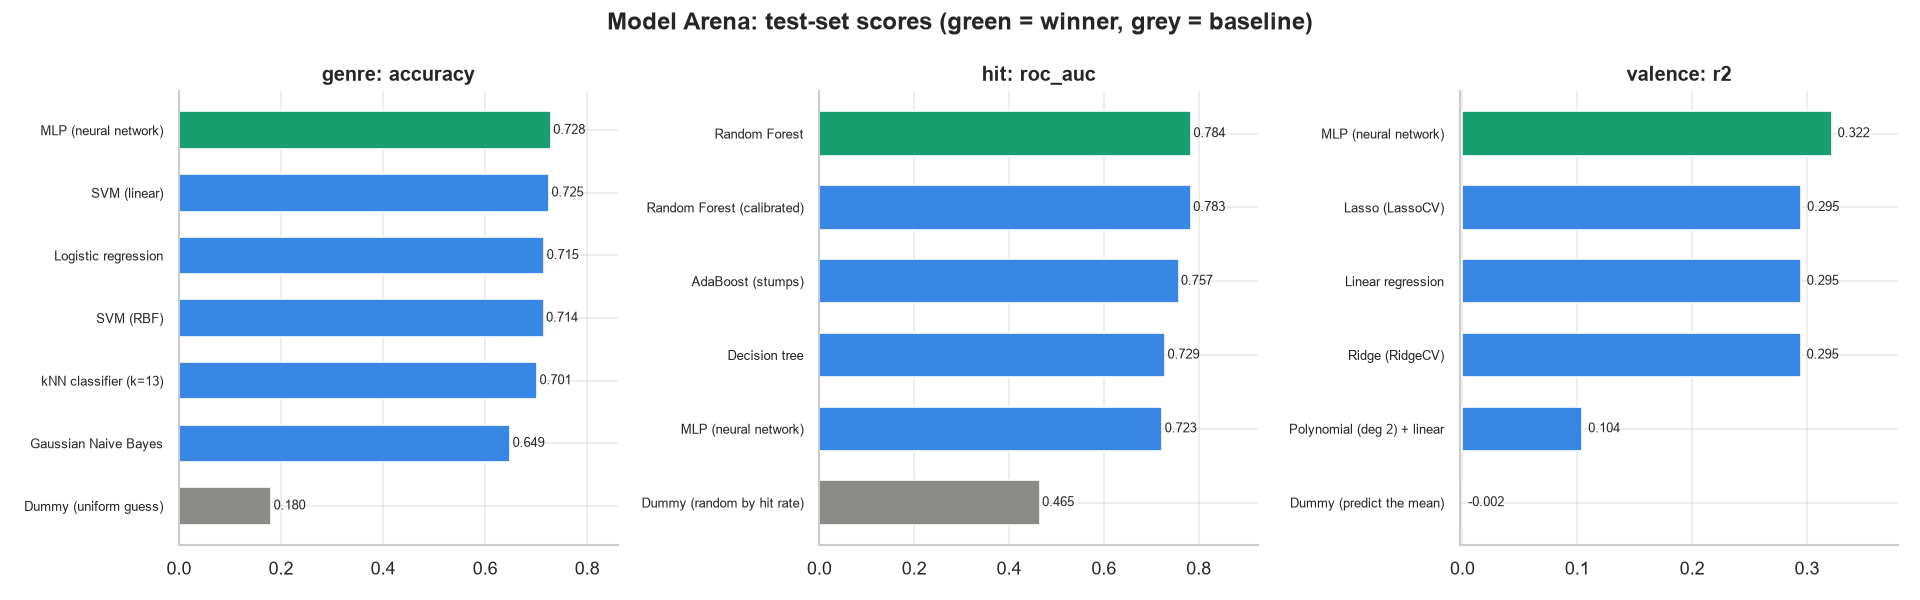 Model Arena: test-set scores (green = winner, grey = baseline)
genre: accuracy
MLP (neural network) 0.728
SVM (linear) 0.725
Logistic regression 0.715
SVM (RBF) 0.714
kNN classifier (k=13) 0.701
Gaussian Naive Bayes 0.649
Dummy (uniform guess) 0.180
0.0 0.2 0.4 0.6 0.8
hit: roc_auc
Random Forest 0.784
Random Forest (calibrated) 0.783
AdaBoost (stumps) 0.757
Decision tree 0.729
MLP (neural network) 0.723
Dummy (random by hit rate) 0.465
0.0 0.2 0.4 0.6 0.8
valence: r2
MLP (neural network) 0.322
Lasso (LassoCV) 0.295
Linear regression 0.295
Ridge (RidgeCV) 0.295
Polynomial (deg 2) + linear 0.104
Dummy (predict the mean) -0.002
0.0 0.1 0.2 0.3